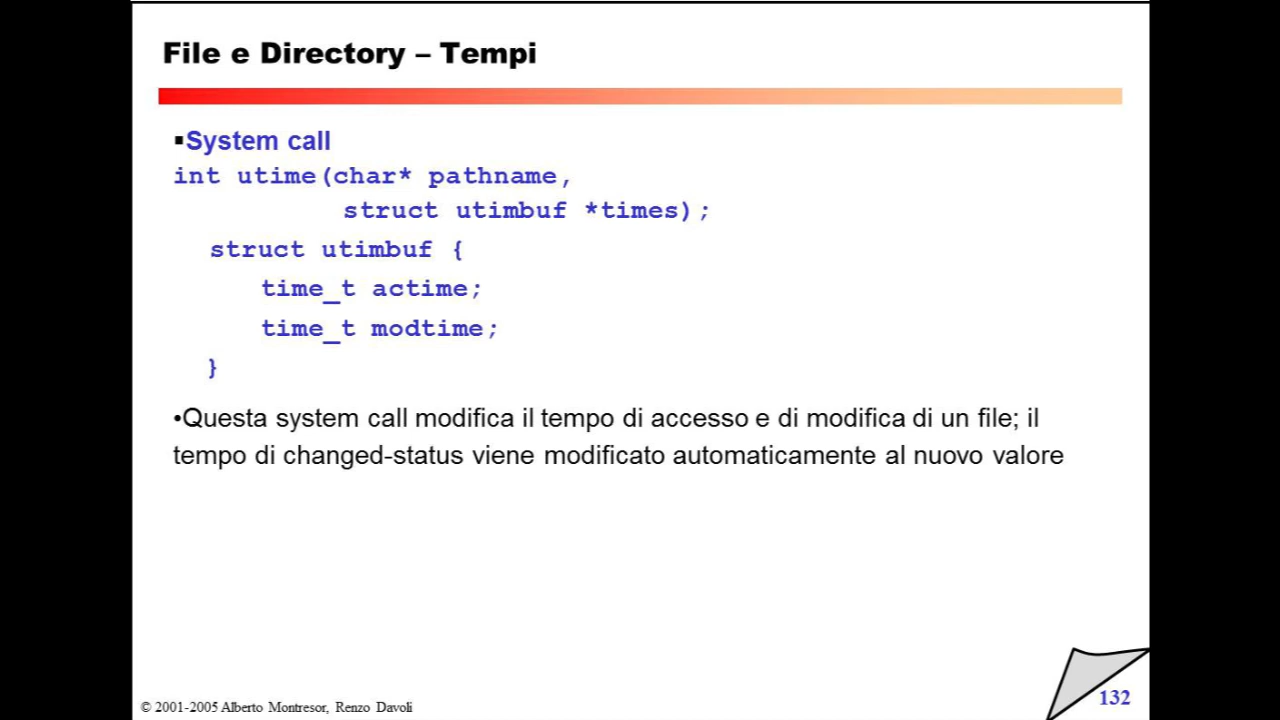 File e Directory – Tempi
▪System call
int utime(char* pathname,
struct utimbuf *times);
struct utimbuf {
time_t actime;
time_t modtime;
}
•Questa system call modifica il tempo di accesso e di modifica di un file; il
tempo di changed-status viene modificato automaticamente al nuovo valore
© 2001-2005 Alberto Montresor, Renzo Davoli
132